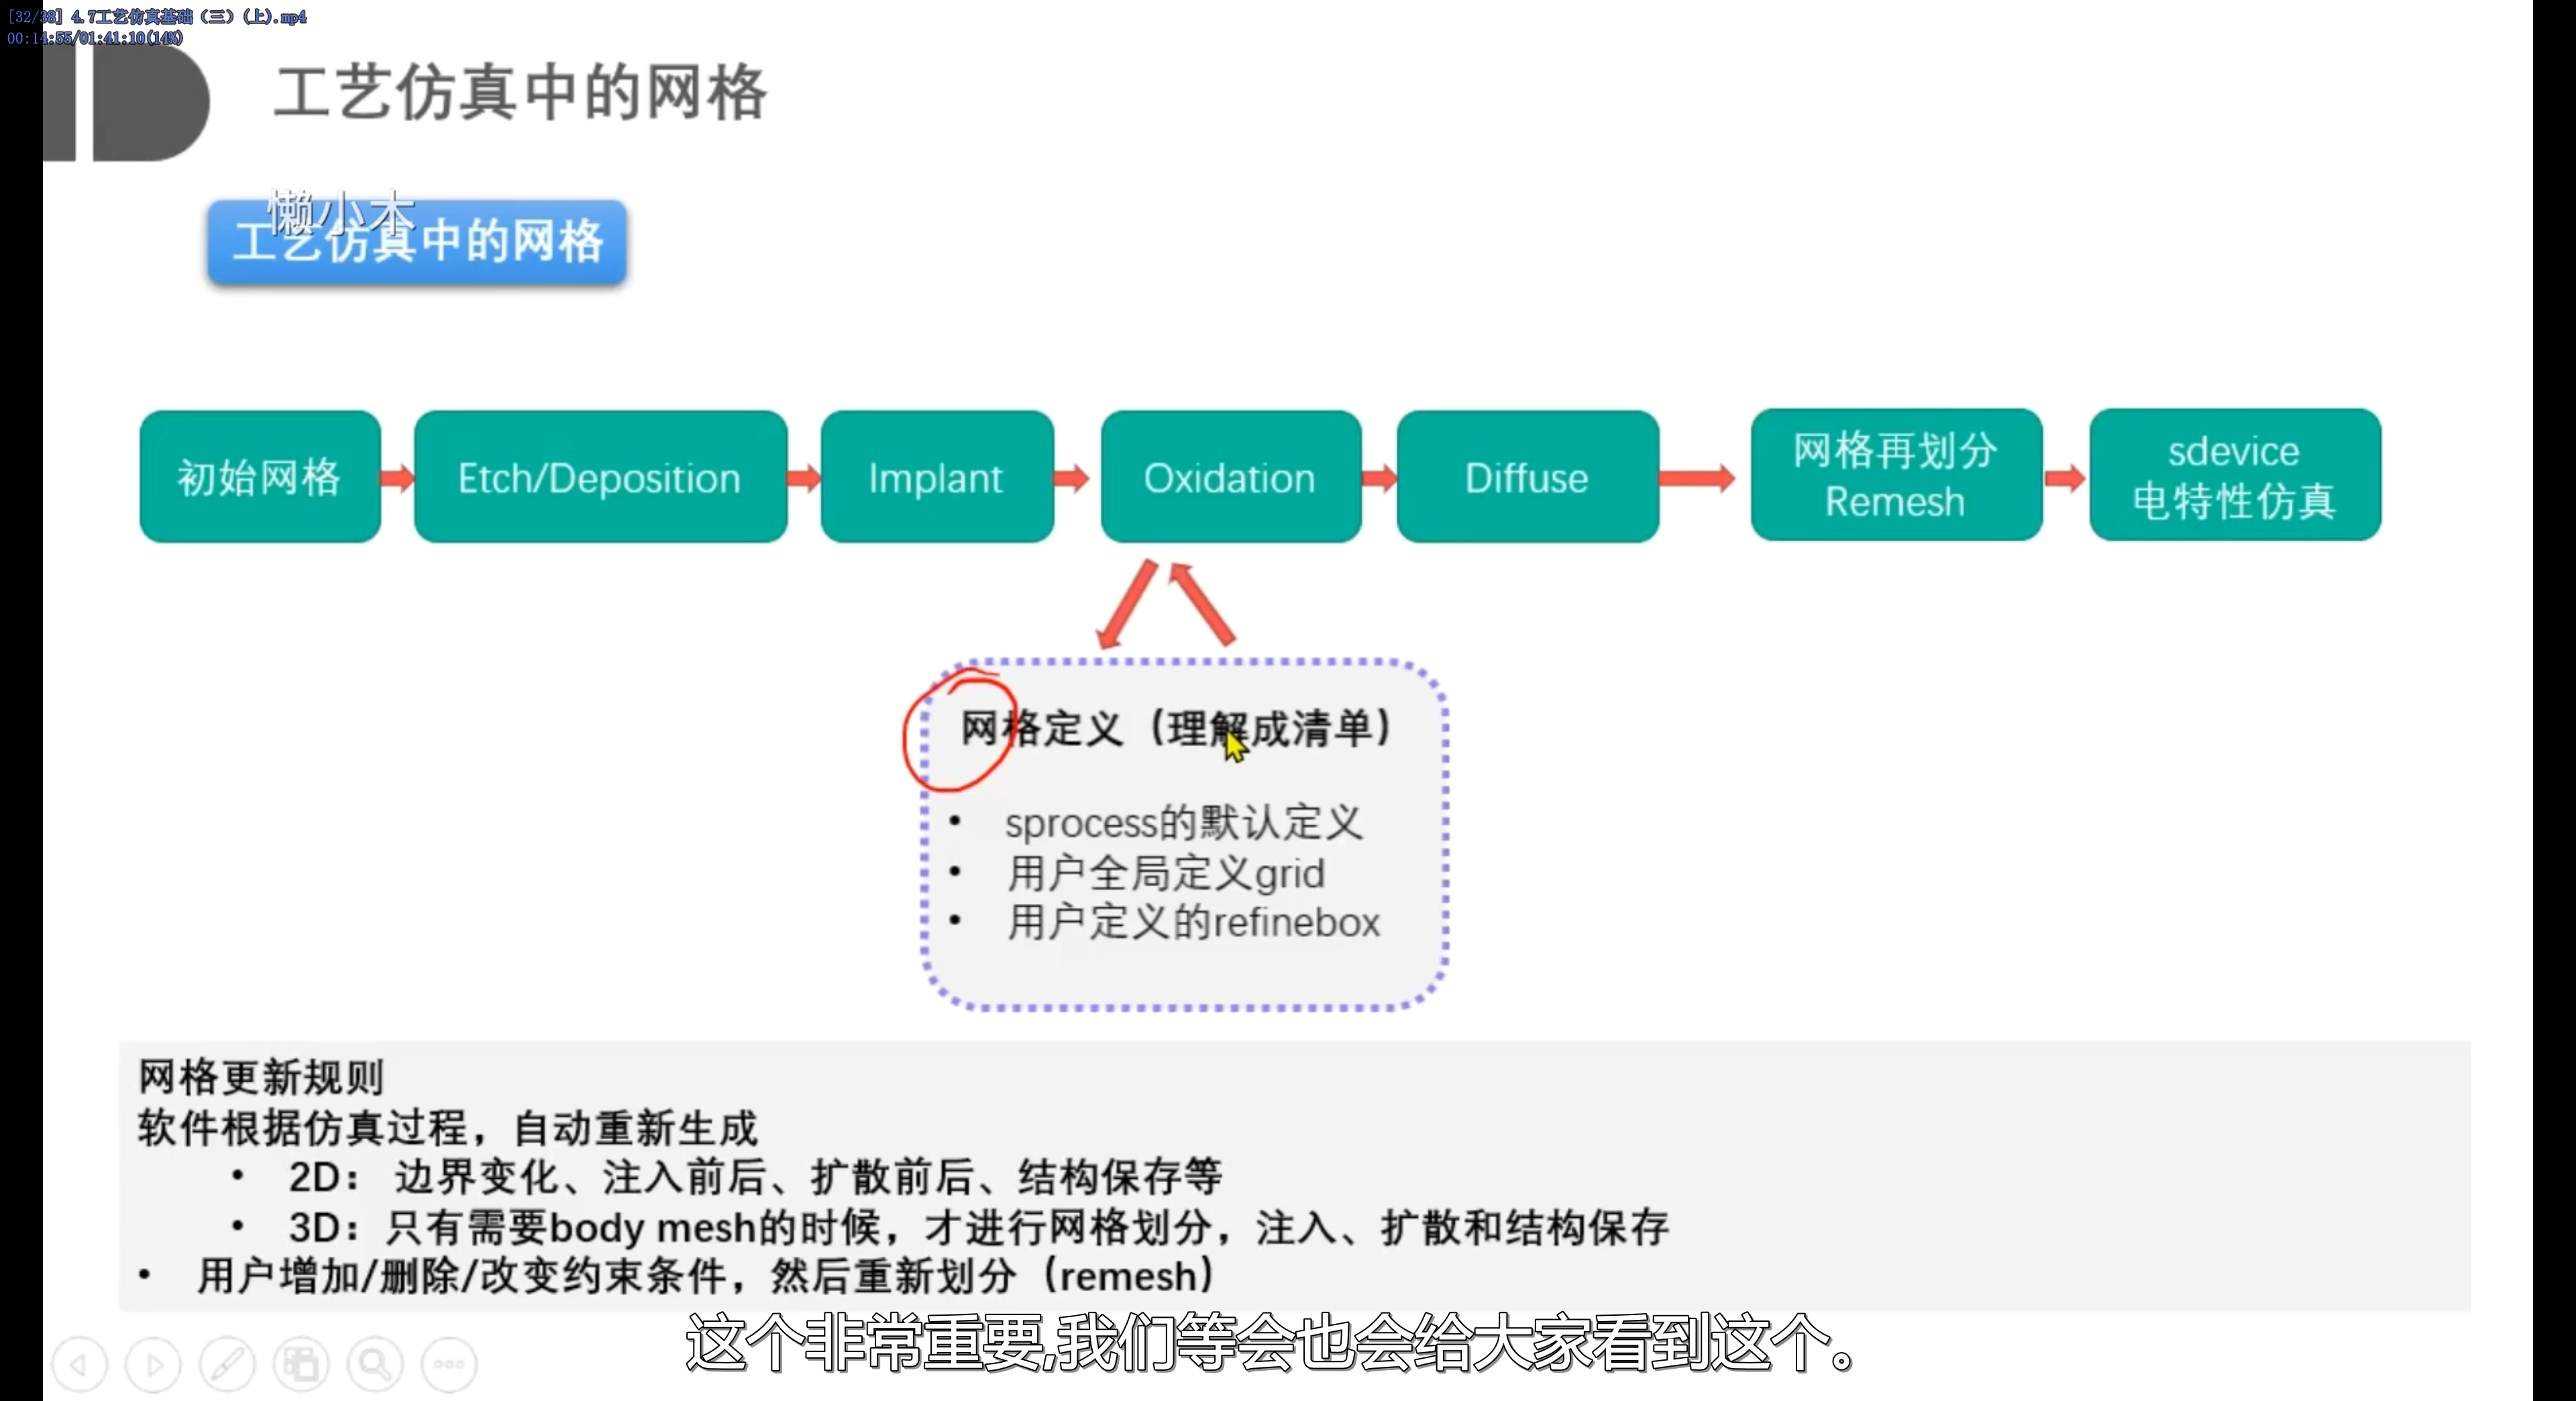 [32/38] 4.7工艺仿真基础（三）(上).mp4
00:14:55/01:41:10(14%)
工艺仿真中的网格
懒小木
工艺仿真中的网格
初始网格
Etch/Deposition
Implant
Oxidation
Diffuse
网格再划分
Remesh
sdevice
电特性仿真
网格定义（理解成清单）
• sprocess的默认定义
• 用户全局定义grid
• 用户定义的refinebox
网格更新规则
软件根据仿真过程，自动重新生成
• 2D： 边界变化、注入前后、扩散前后、结构保存等
• 3D：只有需要body mesh的时候，才进行网格划分，注入、扩散和结构保存
• 用户增加/删除/改变约束条件，然后重新划分（remesh）
这个非常重要,我们等会也会给大家看到这个。